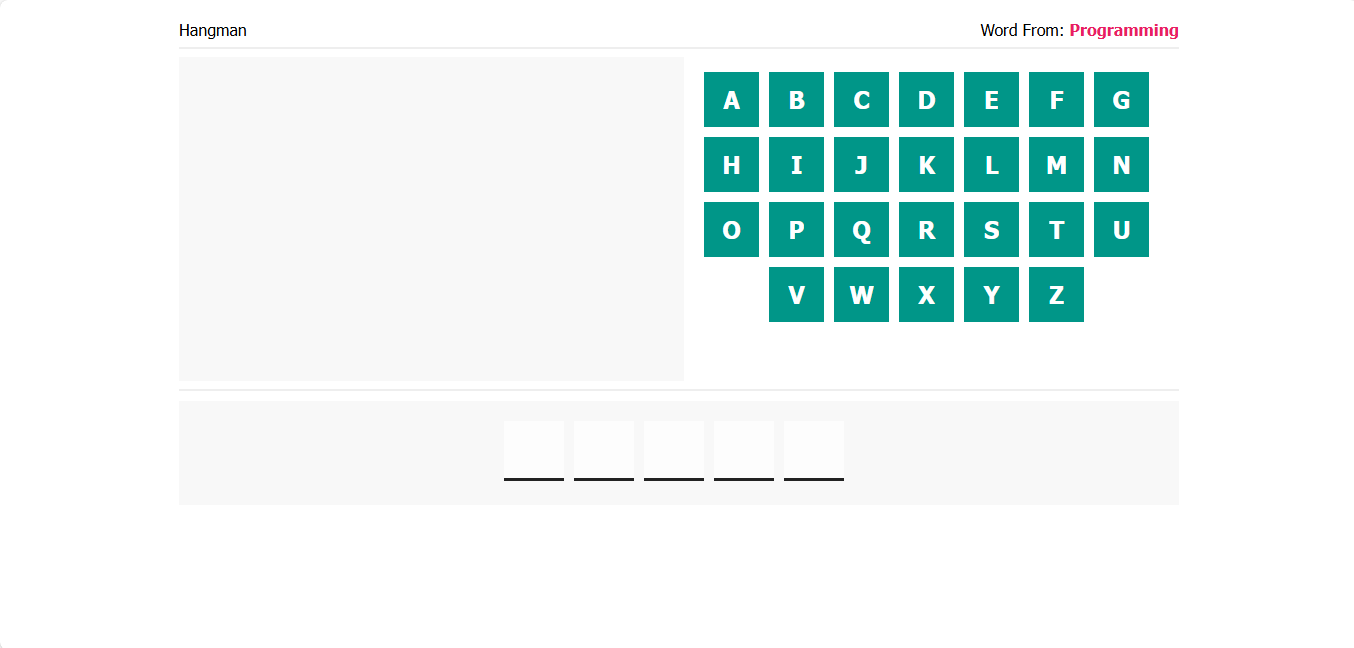 Hangman
Word From: Programming
A B C D E F G
H I J K L M N
O P Q R S T U
V W X Y Z